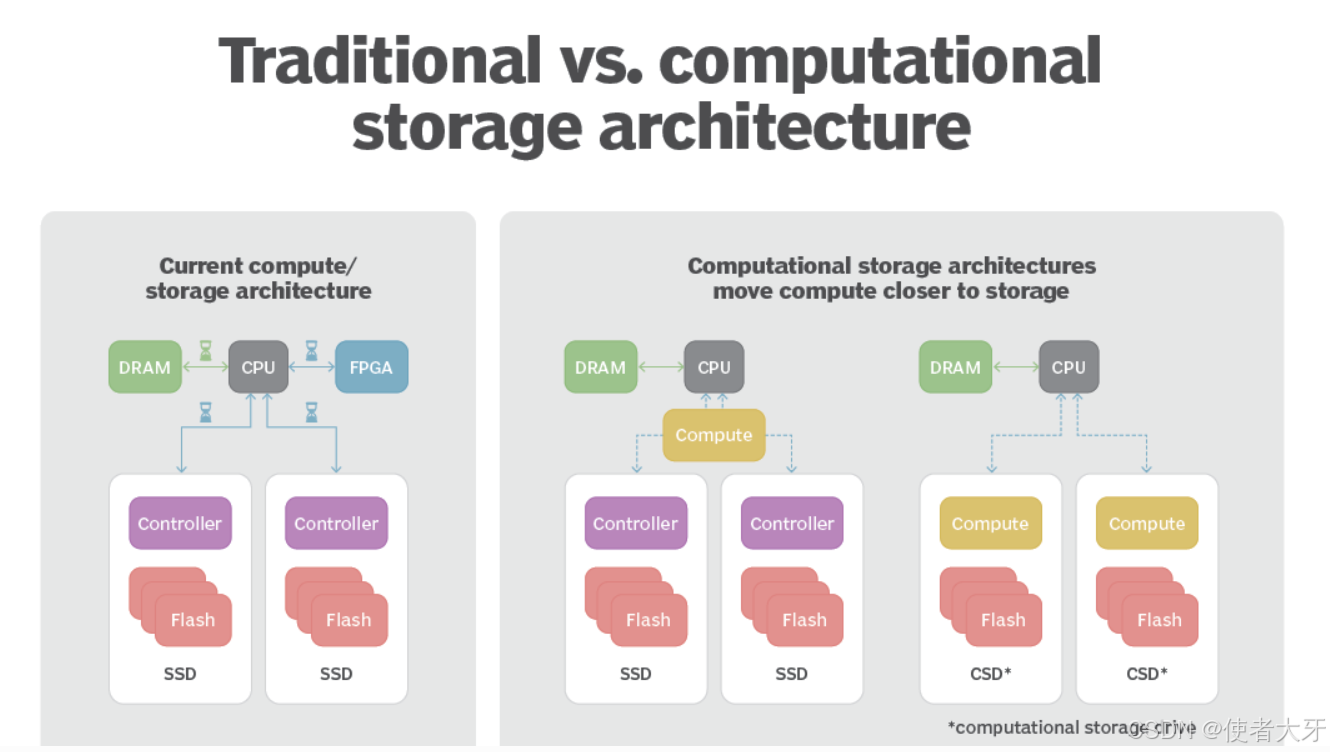 Traditional vs. computational
storage architecture
Current compute/
storage architecture
DRAM
CPU
FPGA
Controller
Controller
Flash
Flash
SSD
SSD
Computational storage architectures
move compute closer to storage
DRAM
CPU
Compute
Controller
Controller
Flash
Flash
SSD
SSD
DRAM
CPU
Compute
Compute
Flash
Flash
CSD*
CSD*
*computational storage drive
CSDN @使者大牙